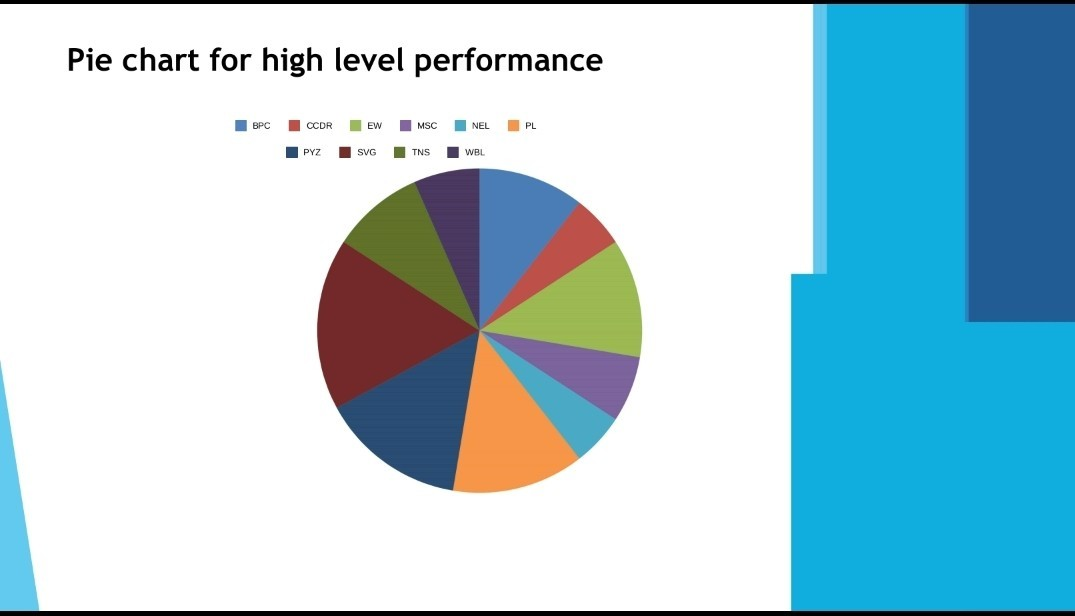 Pie chart for high level performance
BPC CCDR EW MSC NEL PL
PYZ SVG TNS WBL